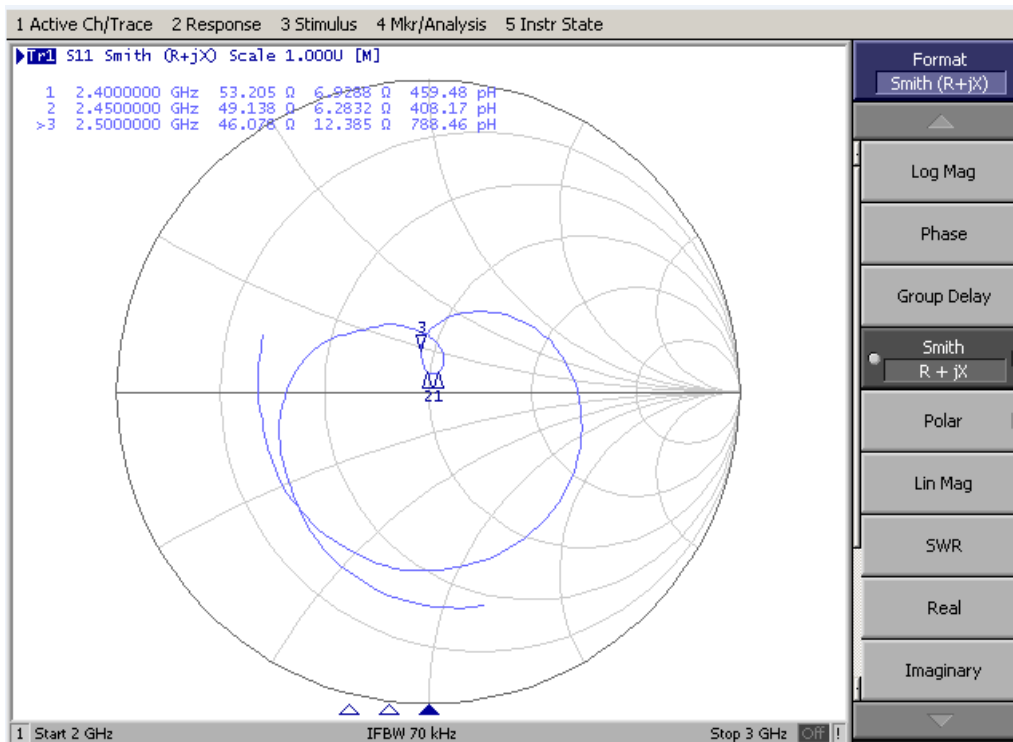 1 Active Ch/Trace 2 Response 3 Stimulus 4 Mkr/Analysis 5 Instr State
Tr1 S11 Smith (R+jX) Scale 1.000U [M]
1 2.4000000 GHz 53.205 Ω 6.9288 Ω 459.48 pH
2 2.4500000 GHz 49.138 Ω 6.2832 Ω 408.17 pH
>3 2.5000000 GHz 46.078 Ω 12.385 Ω 788.46 pH
3
21
Format
Smith (R+jX)
Log Mag
Phase
Group Delay
Smith
R + jX
Polar
Lin Mag
SWR
Real
Imaginary
1 Start 2 GHz IFBW 70 kHz Stop 3 GHz Off !